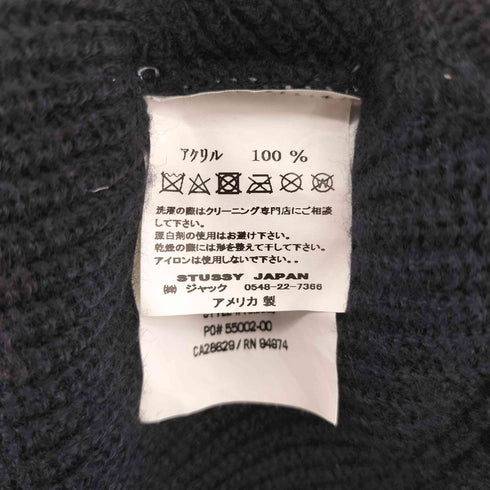 アクリル 100 %
洗濯の際はクリーニング専門店にご相談
して下さい。
漂白剤の使用はお避け下さい。
乾燥の際には形を整えて干して下さい。
アイロンは使用しないで下さい。
STUSSY JAPAN
㈱ ジャック 0548-22-7366
アメリカ 製
PO# 55002-00
CA28629 / RN 94974